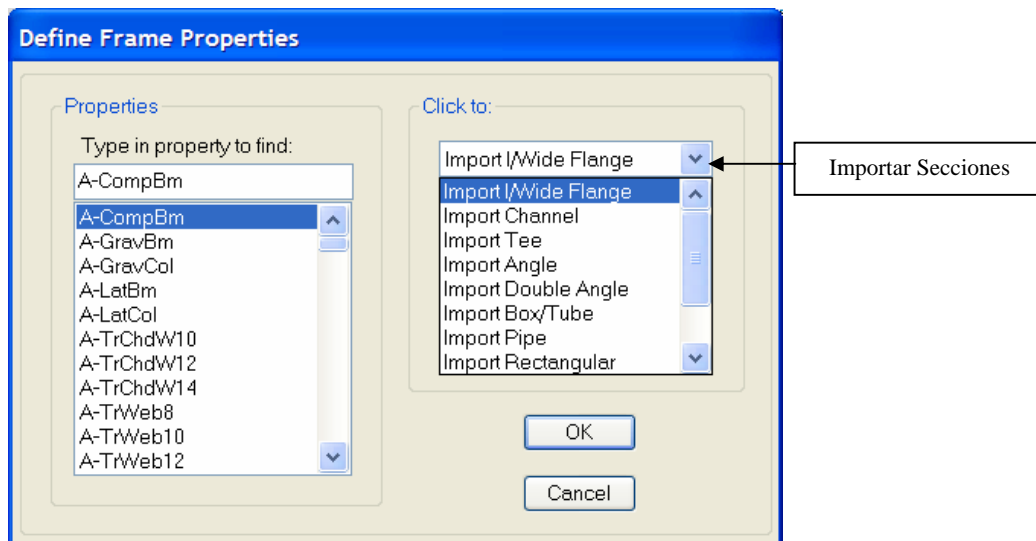 Define Frame Properties
Properties
Type in property to find:
A-CompBm
A-CompBm
A-GravBm
A-GravCol
A-LatBm
A-LatCol
A-TrChdW10
A-TrChdW12
A-TrChdW14
A-TrWeb8
A-TrWeb10
A-TrWeb12
Click to:
Import I/Wide Flange
Import I/Wide Flange
Import Channel
Import Tee
Import Angle
Import Double Angle
Import Box/Tube
Import Pipe
Import Rectangular
OK
Cancel
Importar Secciones